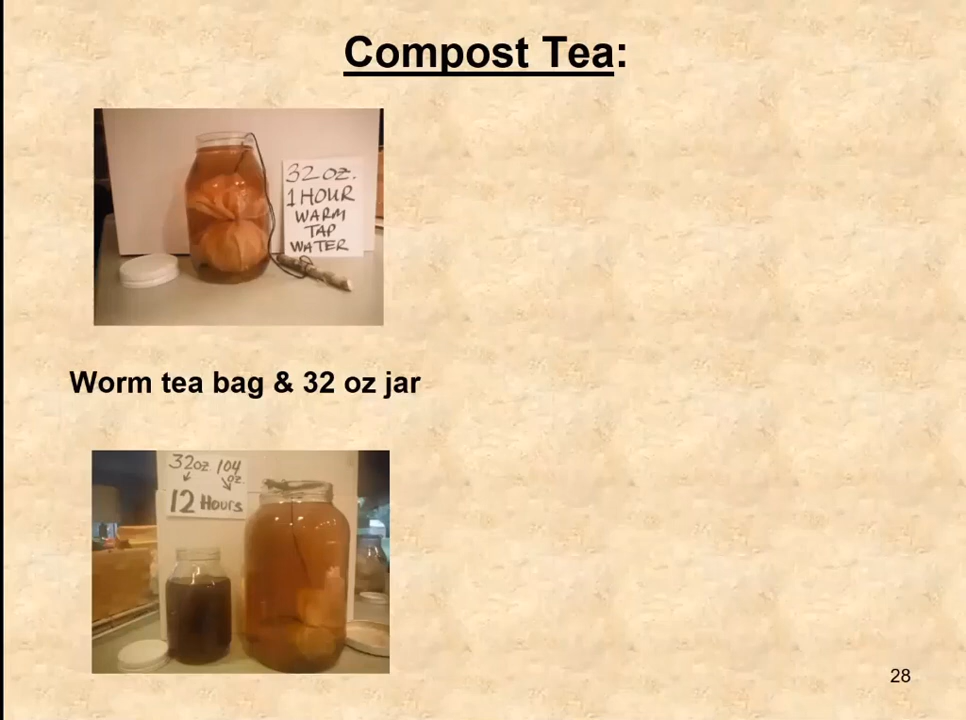 Compost Tea:
32 oz.
1 HOUR
WARM
TAP
WATER
Worm tea bag & 32 oz jar
32oz 104
oz.
12 Hours
28